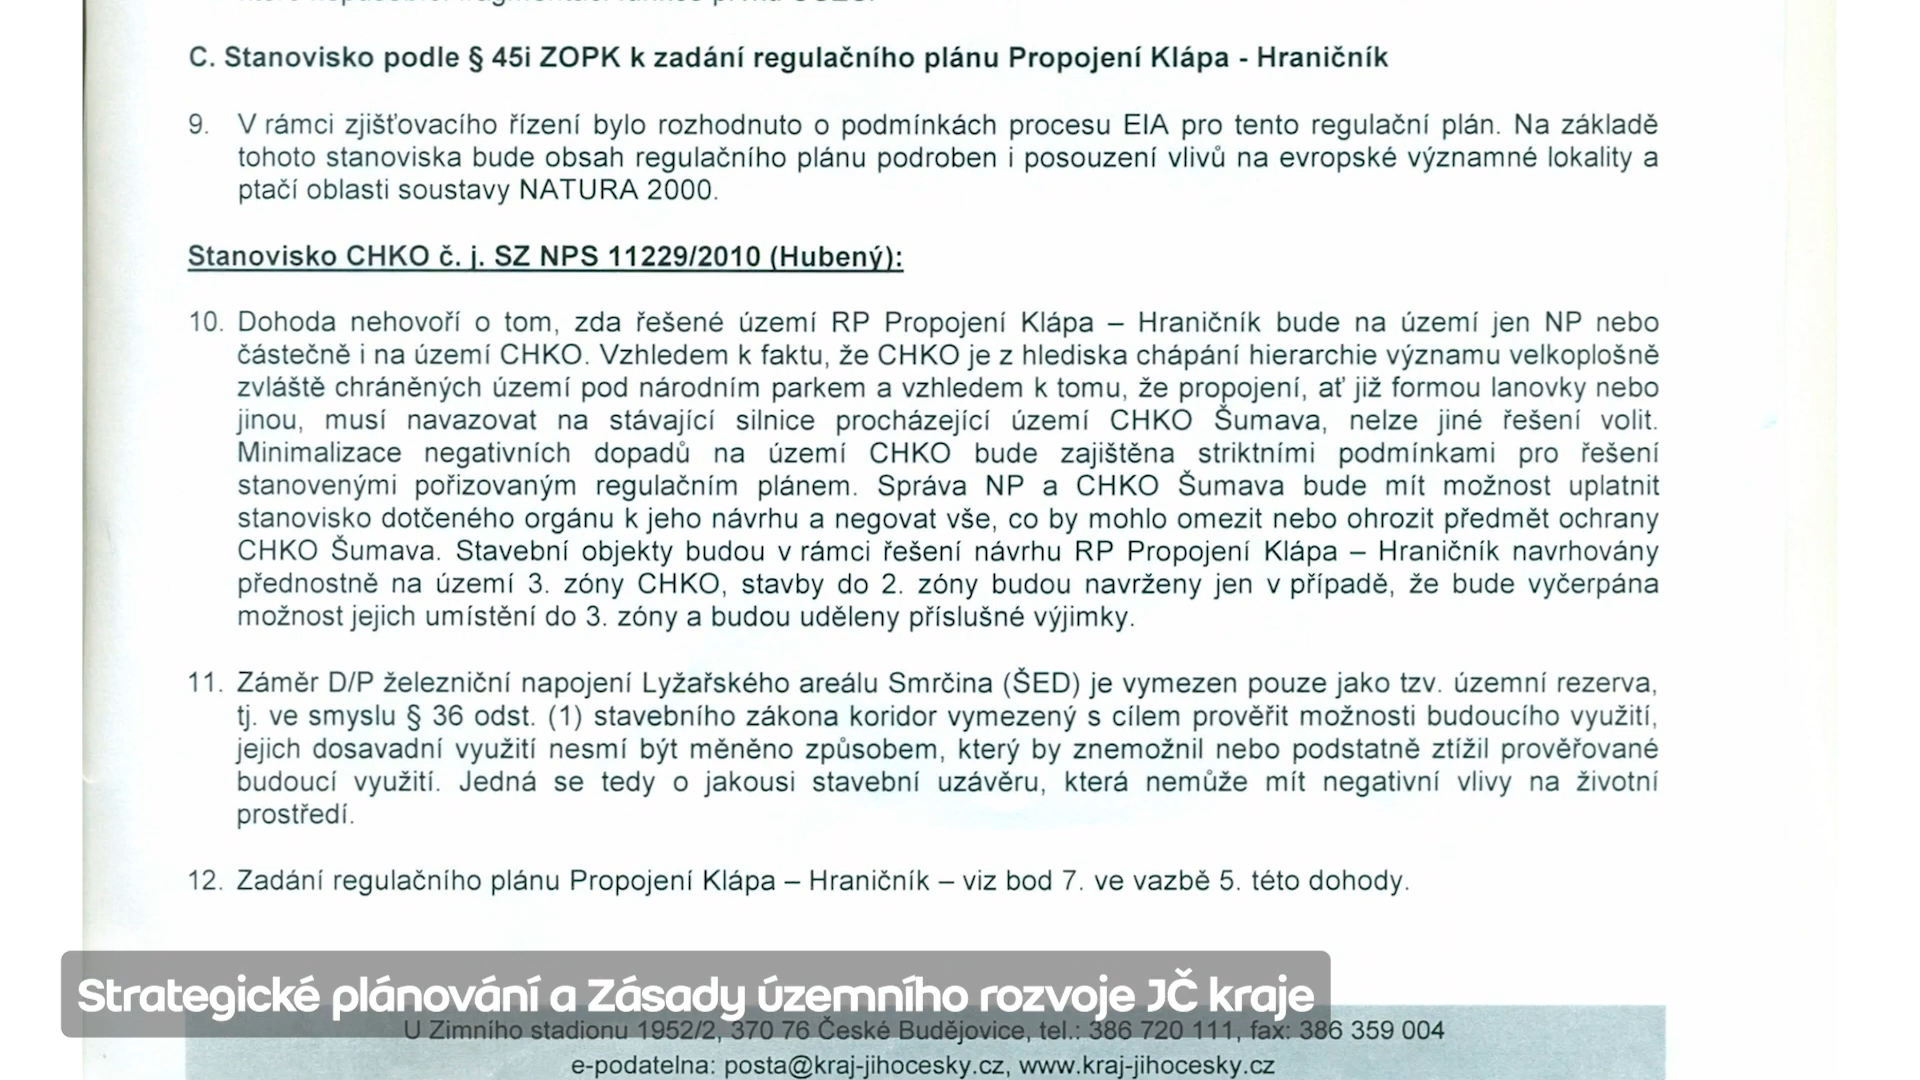 C. Stanovisko podle § 45i ZOPK k zadání regulačního plánu Propojení Klápa - Hraničník
9. V rámci zjišťovacího řízení bylo rozhodnuto o podmínkách procesu EIA pro tento regulační plán. Na základě
tohoto stanoviska bude obsah regulačního plánu podroben i posouzení vlivů na evropské významné lokality a
ptačí oblasti soustavy NATURA 2000.
Stanovisko CHKO č. j. SZ NPS 11229/2010 (Hubený):
10. Dohoda nehovoří o tom, zda řešené území RP Propojení Klápa – Hraničník bude na území jen NP nebo
částečně i na území CHKO. Vzhledem k faktu, že CHKO je z hlediska chápání hierarchie významu velkoplošně
zvláště chráněných území pod národním parkem a vzhledem k tomu, že propojení, ať již formou lanovky nebo
jinou, musí navazovat na stávající silnice procházející území CHKO Šumava, nelze jiné řešení volit.
Minimalizace negativních dopadů na území CHKO bude zajištěna striktními podmínkami pro řešení
stanovenými pořizovaným regulačním plánem. Správa NP a CHKO Šumava bude mít možnost uplatnit
stanovisko dotčeného orgánu k jeho návrhu a negovat vše, co by mohlo omezit nebo ohrozit předmět ochrany
CHKO Šumava. Stavební objekty budou v rámci řešení návrhu RP Propojení Klápa – Hraničník navrhovány
přednostně na území 3. zóny CHKO, stavby do 2. zóny budou navrženy jen v případě, že bude vyčerpána
možnost jejich umístění do 3. zóny a budou uděleny příslušné výjimky.
11. Záměr D/P železniční napojení Lyžařského areálu Smrčina (ŠED) je vymezen pouze jako tzv. územní rezerva,
tj. ve smyslu § 36 odst. (1) stavebního zákona koridor vymezený s cílem prověřit možnosti budoucího využití,
jejich dosavadní využití nesmí být měněno způsobem, který by znemožnil nebo podstatně ztížil prověřované
budoucí využití. Jedná se tedy o jakousi stavební uzávěru, která nemůže mít negativní vlivy na životní
prostředí.
12. Zadání regulačního plánu Propojení Klápa – Hraničník – viz bod 7. ve vazbě 5. této dohody.
Strategické plánování a Zásady územního rozvoje JČ kraje
U Zimního stadionu 1952/2, 370 76 České Budějovice, tel.: 386 720 111, fax: 386 359 004
e-podatelna: posta@kraj-jihocesky.cz, www.kraj-jihocesky.cz